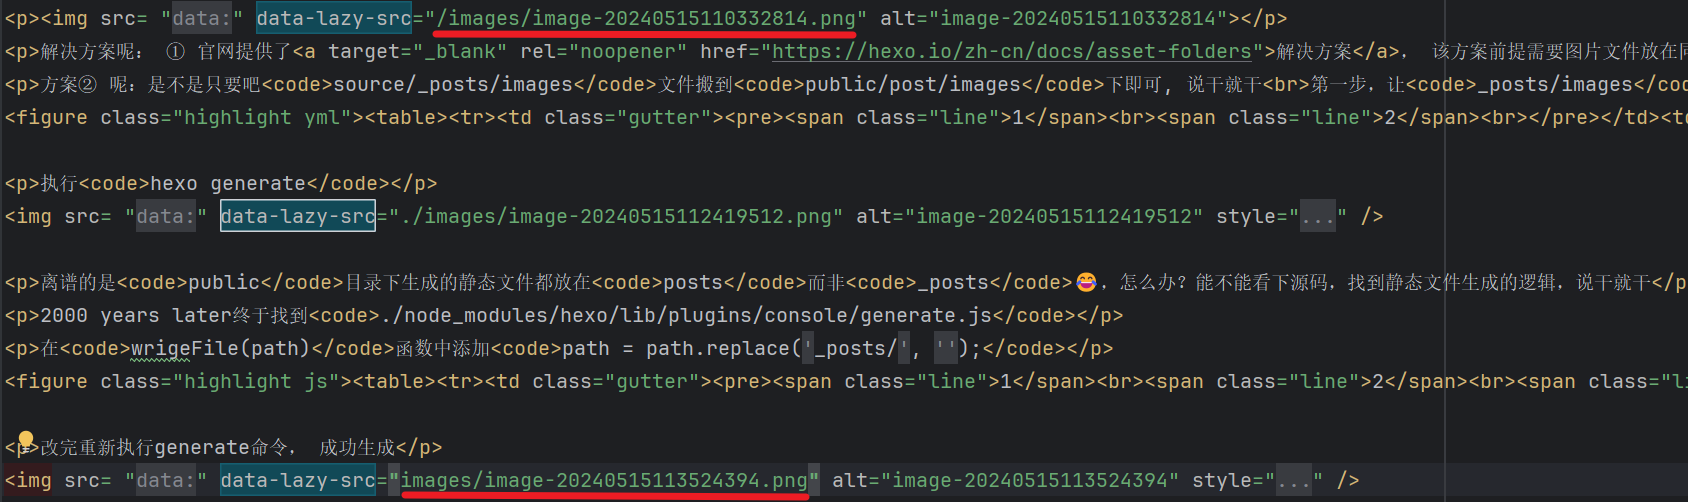 <p><img src= "data:" data-lazy-src="/images/image-20240515110332814.png" alt="image-20240515110332814"></p>
<p>解决方案呢： ① 官网提供了<a target="_blank" rel="noopener" href="https://hexo.io/zh-cn/docs/asset-folders">解决方案</a>， 该方案前提需要图片文件放在同
<p>方案② 呢：是不是只要吧<code>source/_posts/images</code>文件搬到<code>public/post/images</code>下即可, 说干就干<br>第一步，让<code>_posts/images</co
<figure class="highlight yml"><table><tr><td class="gutter"><pre><span class="line">1</span><br><span class="line">2</span><br></pre></td><td
<p>执行<code>hexo generate</code></p>
<img src= "data:" data-lazy-src="./images/image-20240515112419512.png" alt="image-20240515112419512" style="..." />
<p>离谱的是<code>public</code>目录下生成的静态文件都放在<code>posts</code>而非<code>_posts</code>😂，怎么办？能不能看下源码，找到静态文件生成的逻辑，说干就干</p
<p>2000 years later终于找到<code>./node_modules/hexo/lib/plugins/console/generate.js</code></p>
<p>在<code>wrigeFile(path)</code>函数中添加<code>path = path.replace('_posts/', '');</code></p>
<figure class="highlight js"><table><tr><td class="gutter"><pre><span class="line">1</span><br><span class="line">2</span><br><span class="li
<p>改完重新执行generate命令， 成功生成</p>
<img src= "data:" data-lazy-src="images/image-20240515113524394.png" alt="image-20240515113524394" style="..." />